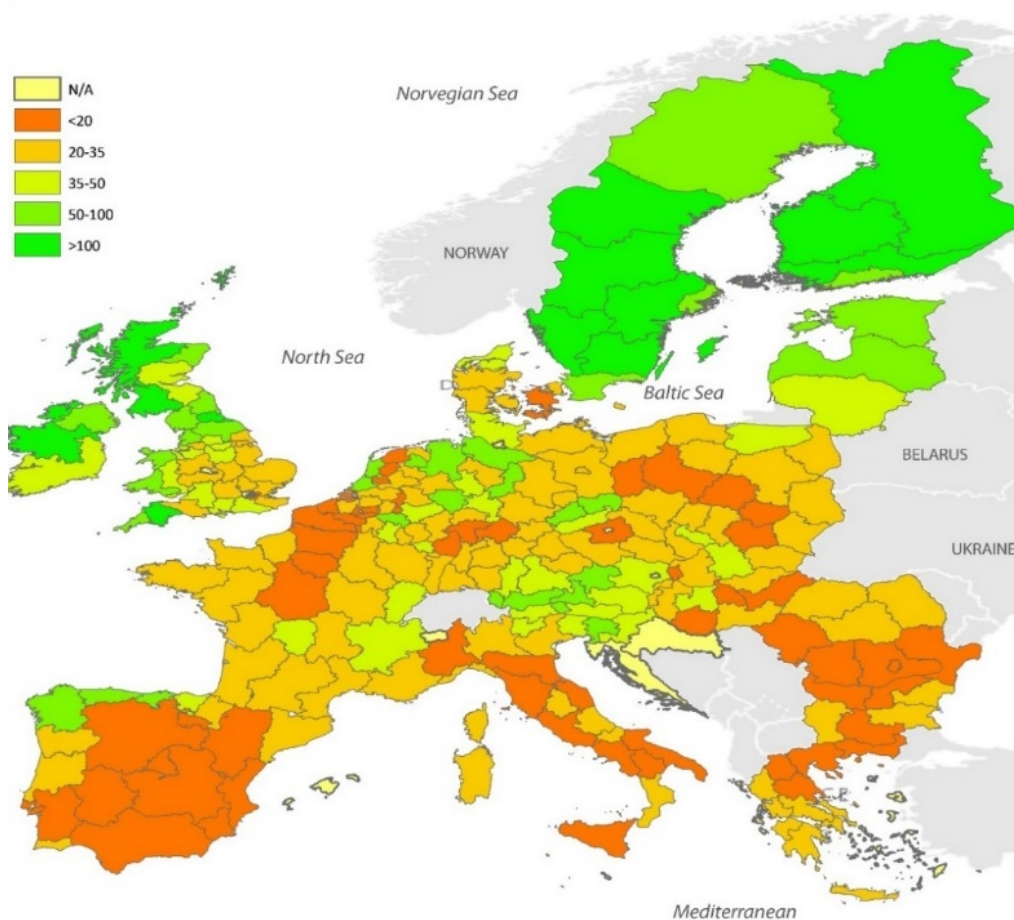 Norvegian Sea
N/A
<20
20-35
35-50
50-100
>100
NORWAY
North Sea
Baltic Sea
BELARUS
UKRAINE
Mediterranean